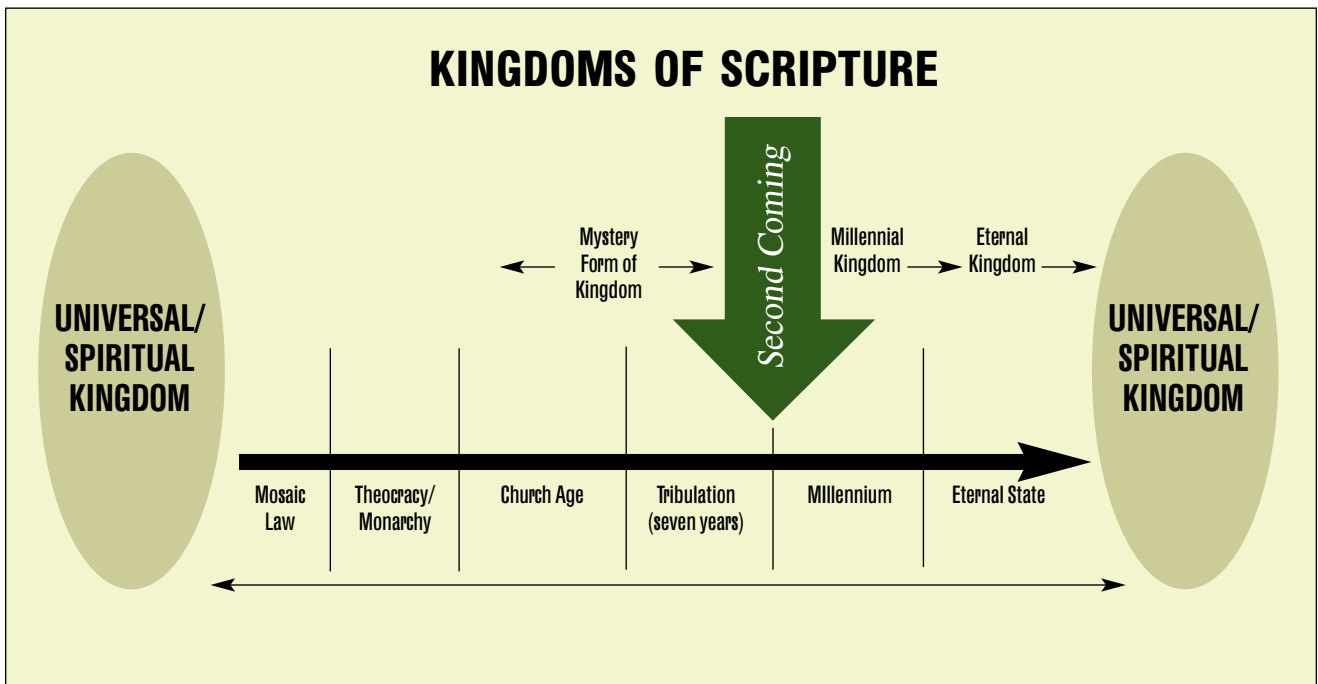 KINGDOMS OF SCRIPTURE
Second Coming
Mystery
Form of
Kingdom
Millennial
Kingdom
Eternal
Kingdom
UNIVERSAL/
SPIRITUAL
KINGDOM
UNIVERSAL/
SPIRITUAL
KINGDOM
Mosaic
Law
Theocracy/
Monarchy
Church Age
Tribulation
(seven years)
MIllennium
Eternal State